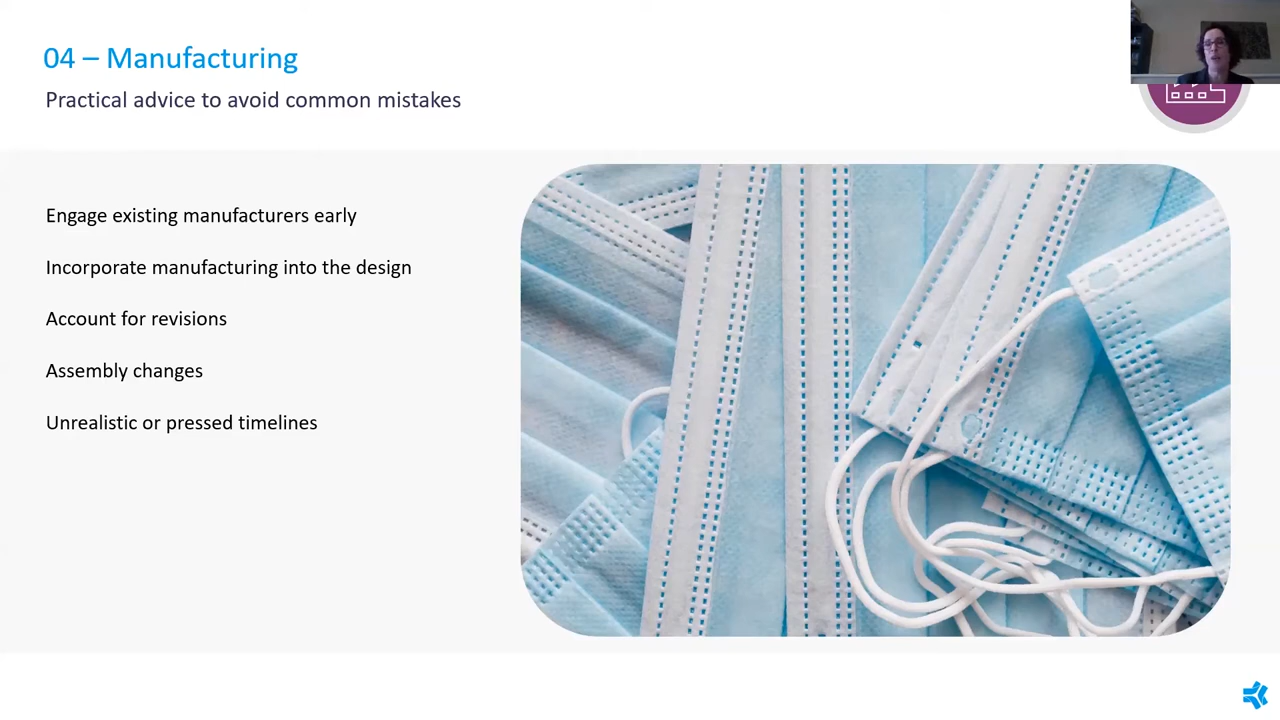 04 – Manufacturing
Practical advice to avoid common mistakes
Engage existing manufacturers early
Incorporate manufacturing into the design
Account for revisions
Assembly changes
Unrealistic or pressed timelines